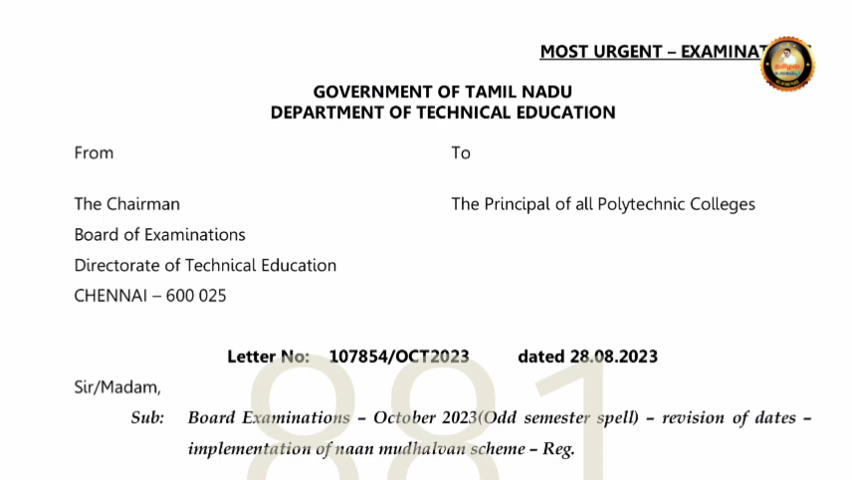 MOST URGENT – EXAMINAT
GOVERNMENT OF TAMIL NADU
DEPARTMENT OF TECHNICAL EDUCATION
From
To
The Chairman
The Principal of all Polytechnic Colleges
Board of Examinations
Directorate of Technical Education
CHENNAI – 600 025
Letter No: 107854/OCT2023 dated 28.08.2023
Sir/Madam,
Sub: Board Examinations – October 2023(Odd semester spell) – revision of dates –
implementation of naan mudhalvan scheme – Reg.
881